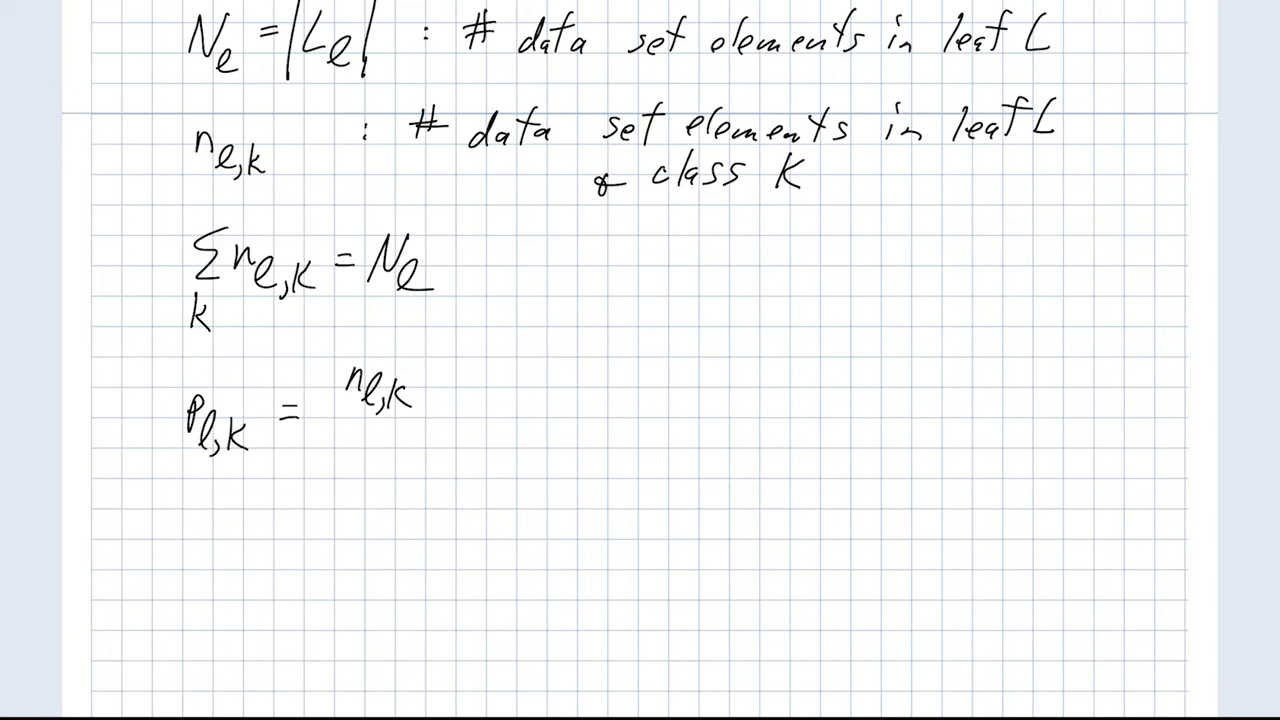 N_ℓ = |L_ℓ| : # data set elements in leaf L
n_ℓ,k : # data set elements in leaf L
& class K
∑_k n_ℓ,k = N_ℓ
p_ℓ,k = n_ℓ,k